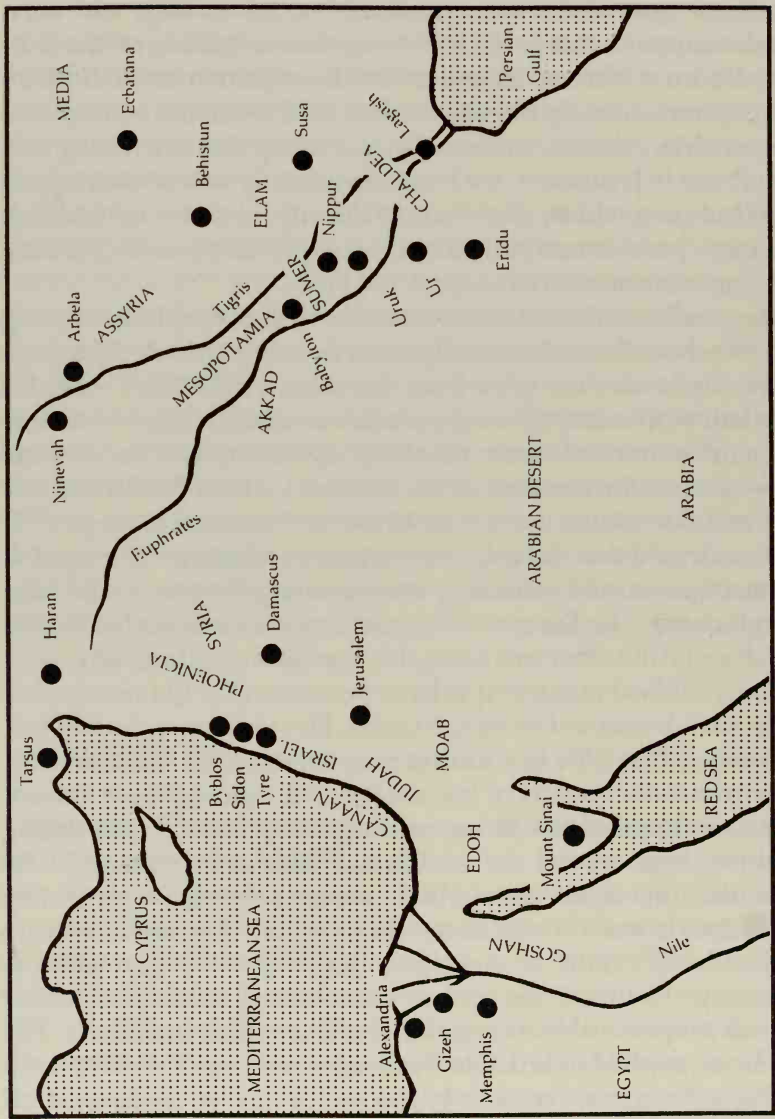 MEDIA
Ecbatana
Behistun
Susa
ELAM
Persian
Gulf
Lagash
CHALDEA
Nippur
SUMER
Tigris
Arbela
ASSYRIA
MESOPOTAMIA
Ninevah
Babylon
AKKAD
Uruk
Ur
Eridu
Euphrates
Haran
SYRIA
Damascus
PHOENICIA
Jerusalem
ARABIAN DESERT
ARABIA
Tarsus
Byblos
Sidon
Tyre
ISRAEL
JUDAH
CANAAN
MOAB
EDOH
Mount Sinai
RED SEA
CYPRUS
MEDITERRANEAN SEA
GOSHAN
Nile
Alexandria
Gizeh
Memphis
EGYPT